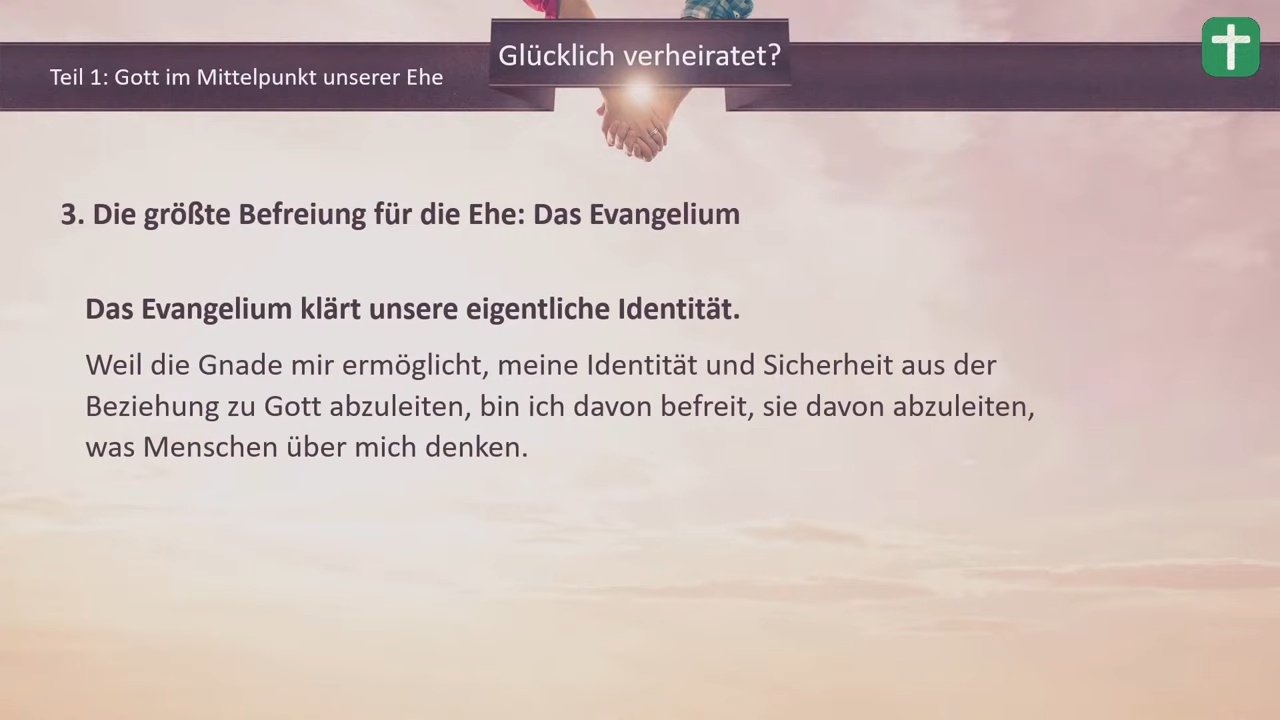 Glücklich verheiratet?
Teil 1: Gott im Mittelpunkt unserer Ehe
3. Die größte Befreiung für die Ehe: Das Evangelium
Das Evangelium klärt unsere eigentliche Identität.
Weil die Gnade mir ermöglicht, meine Identität und Sicherheit aus der
Beziehung zu Gott abzuleiten, bin ich davon befreit, sie davon abzuleiten,
was Menschen über mich denken.